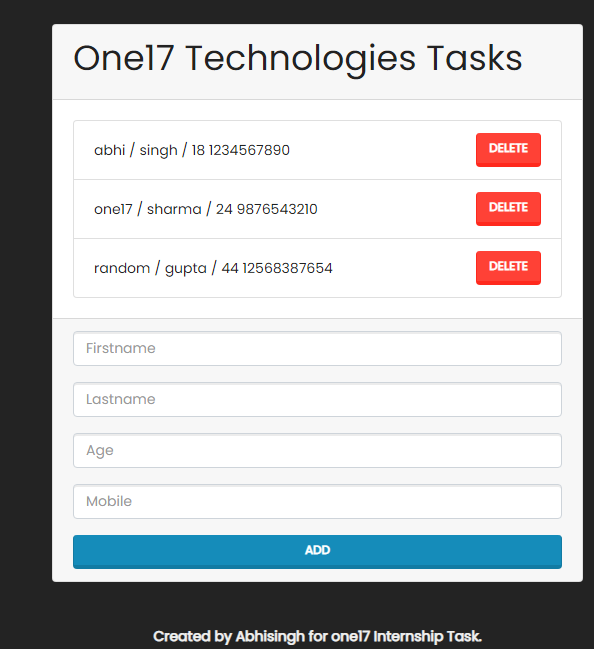 One17 Technologies Tasks
abhi / singh / 18 1234567890 DELETE
one17 / sharma / 24 9876543210 DELETE
random / gupta / 44 12568387654 DELETE
Firstname
Lastname
Age
Mobile
ADD
Created by Abhisingh for one17 Internship Task.